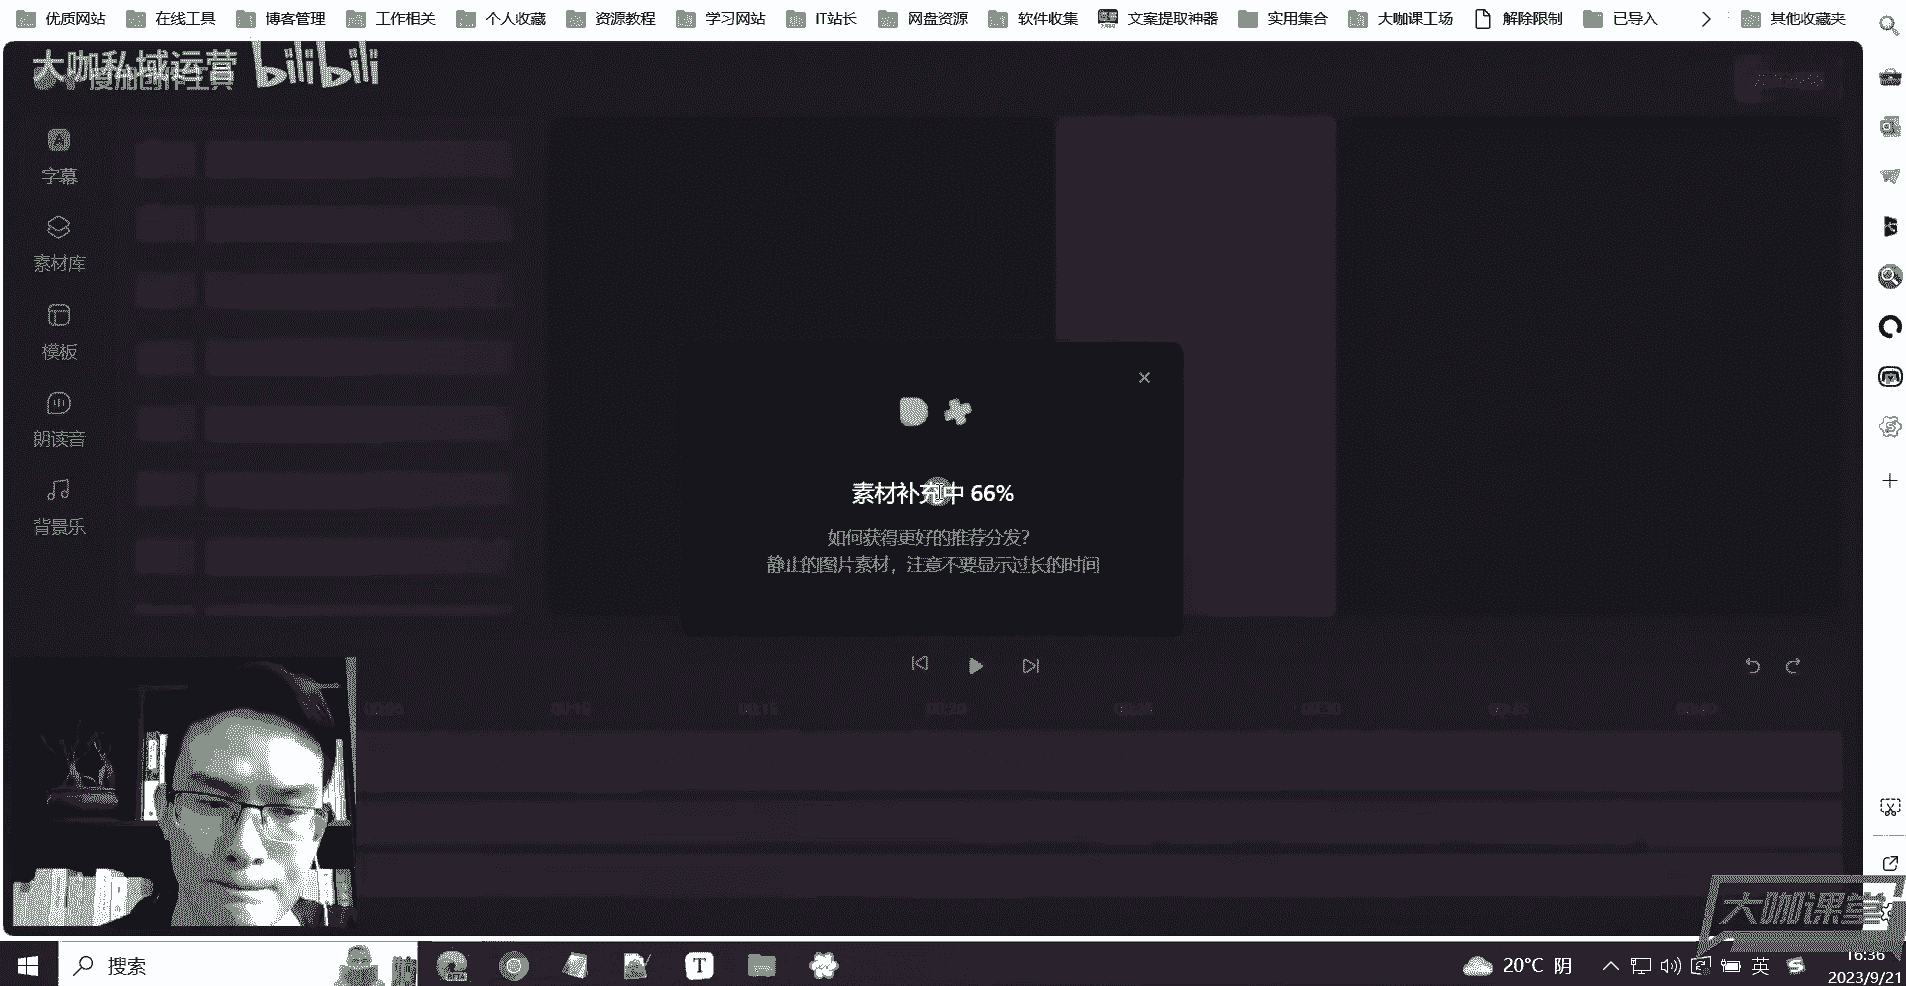 优质网站 在线工具 博客管理 工作相关 个人收藏 资源教程 学习网站 IT站长 网盘资源 软件收集 文案提取神器 实用集合 大咖课工场 解除限制 已导入 其他收藏夹
大咖私域运营 bilibili
度加创作工具
字幕
素材库
模板
朗读音
背景乐
素材补充中 66%
如何获得更好的推荐分发?
静止的图片素材，注意不要显示过长的时间
大咖课堂
搜索
BETA
T
20°C 阴
英
16:36
2023/9/21